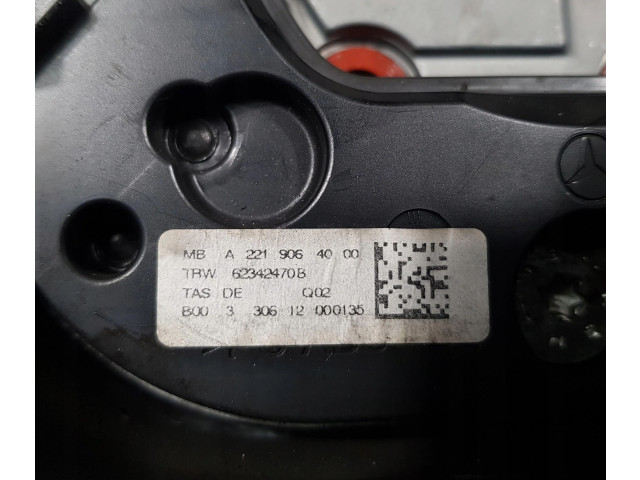 MB A 221 906 40 00
TRW 62342470B
TAS DE Q02
B00 3 306 12 000135